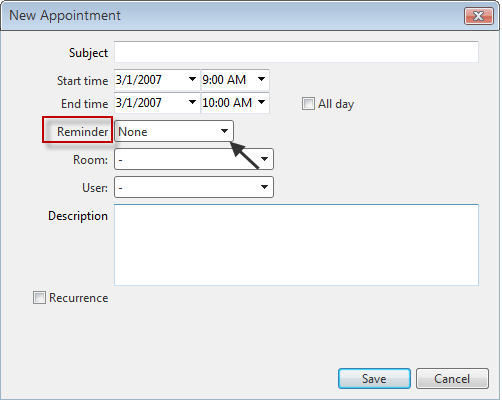 New Appointment
Subject
Start time 3/1/2007 9:00 AM
End time 3/1/2007 10:00 AM All day
Reminder None
Room: -
User: -
Description
Recurrence
Save Cancel